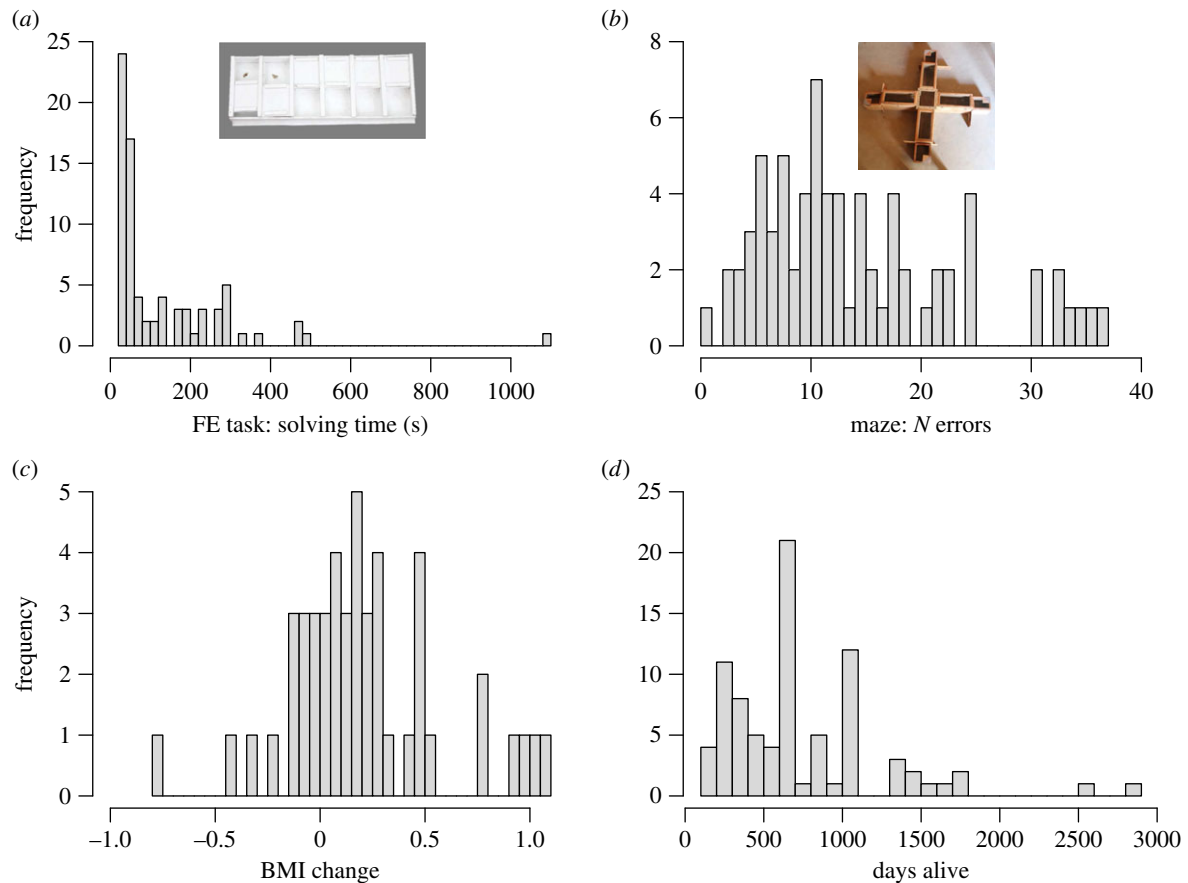 (a)
25
20
15
10
5
0
frequency
0 200 400 600 800 1000
FE task: solving time (s)
(b)
8
6
4
2
0
0 10 20 30 40
maze: N errors
(c)
5
4
3
2
1
0
frequency
–1.0 –0.5 0 0.5 1.0
BMI change
(d)
25
20
15
10
5
0
0 500 1000 1500 2000 2500 3000
days alive